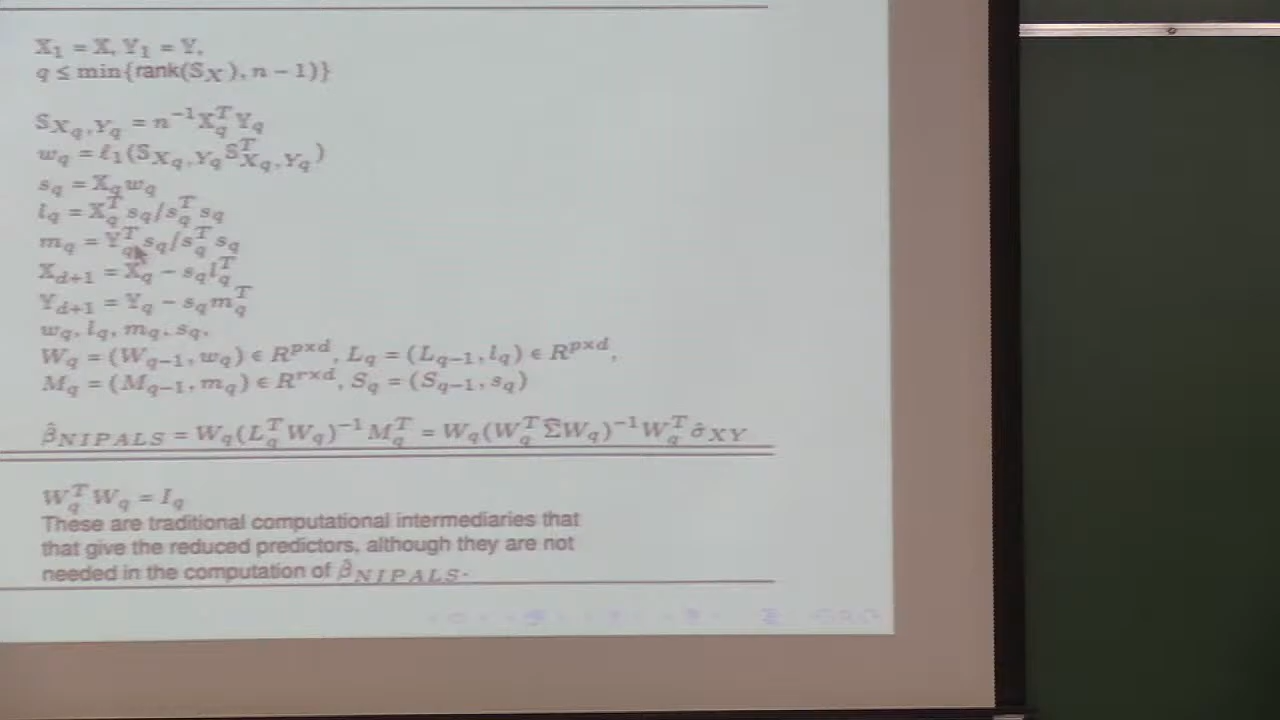 𝕏₁ = 𝕏, 𝕐₁ = 𝕐,
q ≤ min{rank(𝕊_X), n − 1)}
𝕊_{X_q,Y_q} = n^{−1}𝕏_q^T 𝕐_q
w_q = ℓ₁(𝕊_{X_q,Y_q} 𝕊^T_{X_q,Y_q})
s_q = 𝕏_q w_q
l_q = 𝕏_q^T s_q/s_q^T s_q
m_q = 𝕐_q^T s_q/s_q^T s_q
𝕏_{d+1} = 𝕏_q − s_q l_q^T
𝕐_{d+1} = 𝕐_q − s_q m_q^T
w_q, l_q, m_q, s_q,
W_q = (W_{q−1}, w_q) ∈ R^{p×d}, L_q = (L_{q−1}, l_q) ∈ R^{p×d},
M_q = (M_{q−1}, m_q) ∈ R^{r×d}, S_q = (S_{q−1}, s_q)
β̂_{NIPALS} = W_q(L_q^T W_q)^{−1} M_q^T = W_q(W_q^T Σ̂ W_q)^{−1} W_q^T σ̂_{XY}
W_q^T W_q = I_q
These are traditional computational intermediaries that
that give the reduced predictors, although they are not
needed in the computation of β̂_{NIPALS}.